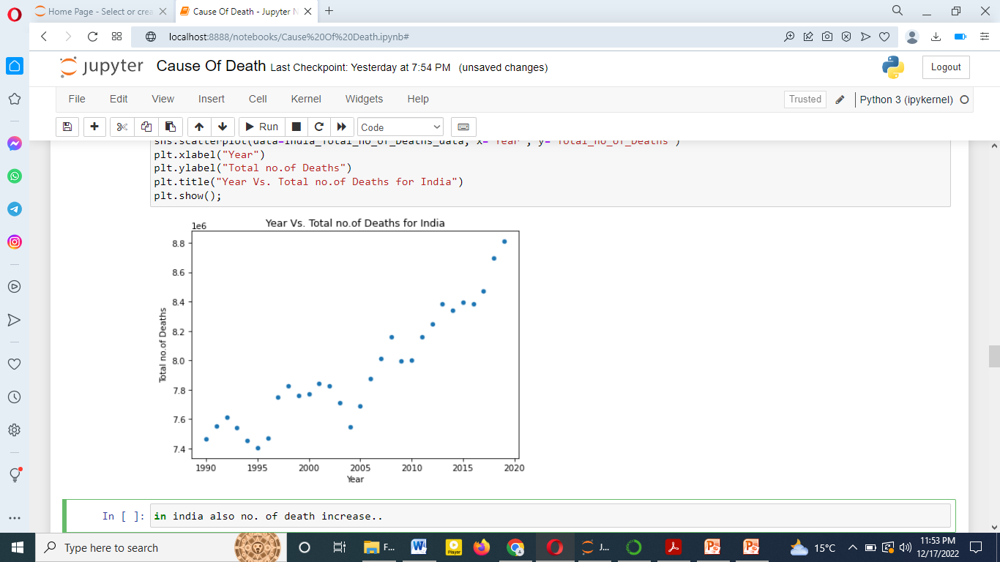 Home Page - Select or crea
Cause Of Death - Jupyter N
localhost:8888/notebooks/Cause%20Of%20Death.ipynb#
jupyter Cause Of Death Last Checkpoint: Yesterday at 7:54 PM (unsaved changes)
Logout
File Edit View Insert Cell Kernel Widgets Help
Trusted
Python 3 (ipykernel)
Run
Code
sns.scatterplot(data=India_Total_no_of_Deaths_data, x="Year", y="Total_no_of_Deaths")
plt.xlabel("Year")
plt.ylabel("Total no.of Deaths")
plt.title("Year Vs. Total no.of Deaths for India")
plt.show();
Year Vs. Total no.of Deaths for India
1e6
8.8
8.6
8.4
8.2
8.0
7.8
7.6
7.4
Total no.of Deaths
1990 1995 2000 2005 2010 2015 2020
Year
In [ ]: in india also no. of death increase..
Type here to search
F...
W
Player
J...
P
P
15°C
11:53 PM
12/17/2022